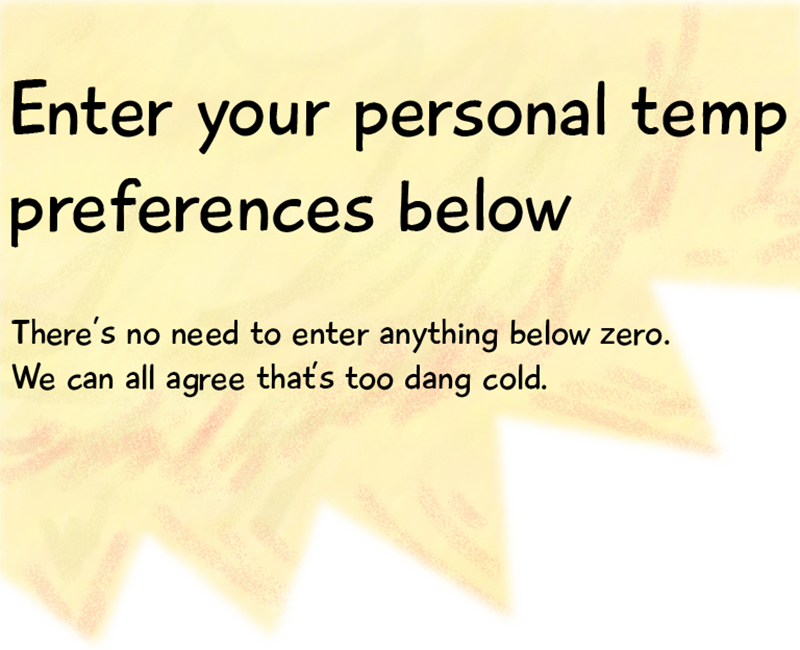 Enter your personal temp
preferences below
There's no need to enter anything below zero.
We can all agree that's too dang cold.